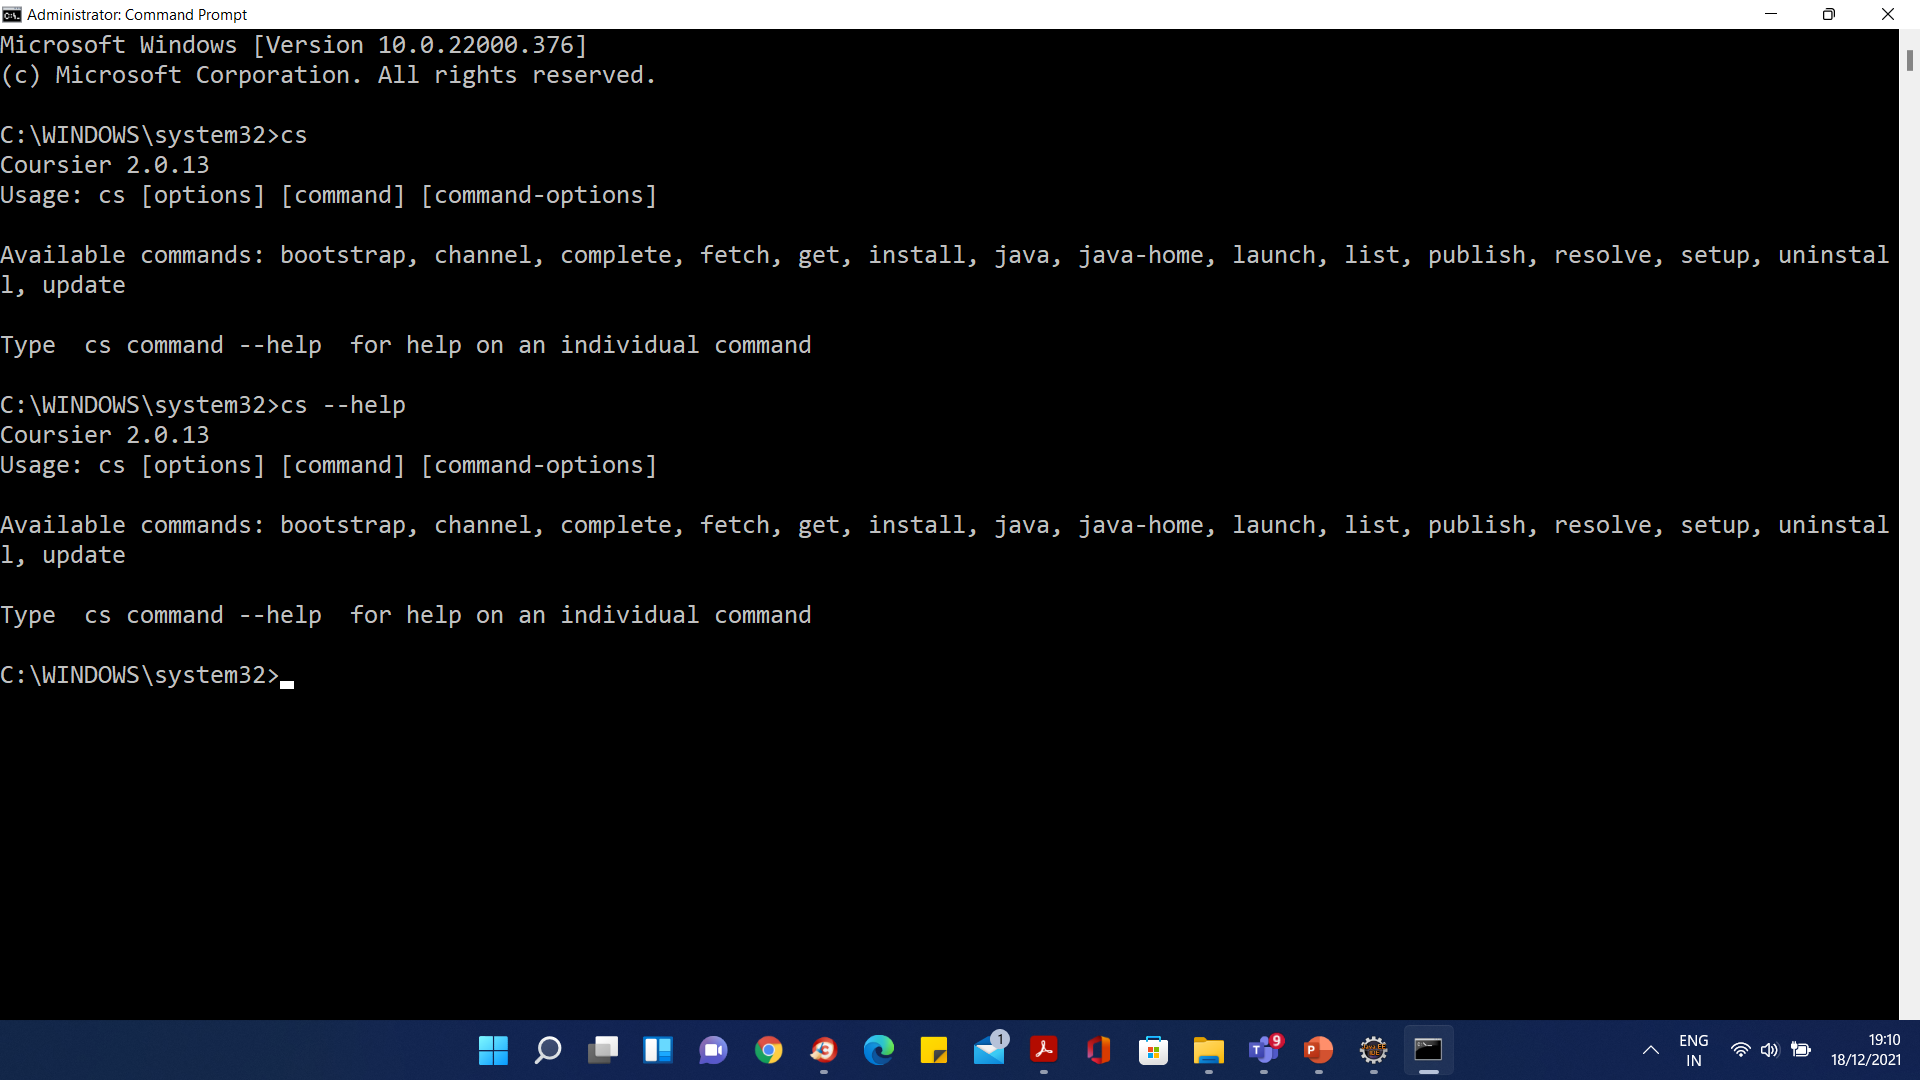 Administrator: Command Prompt
Microsoft Windows [Version 10.0.22000.376]
(c) Microsoft Corporation. All rights reserved.
C:\WINDOWS\system32>cs
Coursier 2.0.13
Usage: cs [options] [command] [command-options]
Available commands: bootstrap, channel, complete, fetch, get, install, java, java-home, launch, list, publish, resolve, setup, uninstal
l, update
Type  cs command --help  for help on an individual command
C:\WINDOWS\system32>cs --help
Coursier 2.0.13
Usage: cs [options] [command] [command-options]
Available commands: bootstrap, channel, complete, fetch, get, install, java, java-home, launch, list, publish, resolve, setup, uninstal
l, update
Type  cs command --help  for help on an individual command
C:\WINDOWS\system32>
1
9
ENG
IN
19:10
18/12/2021